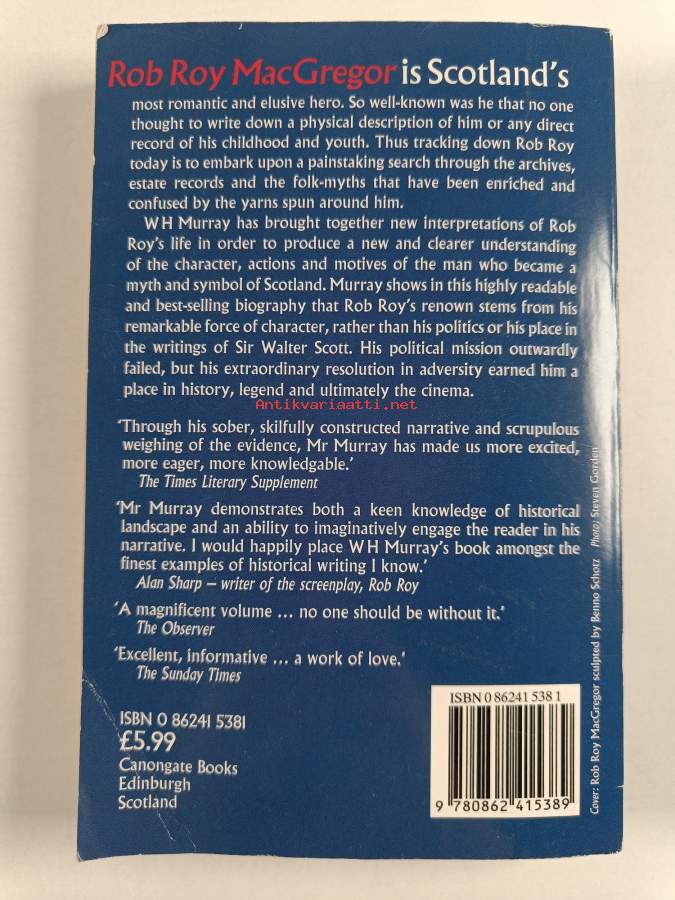 Rob Roy MacGregor is Scotland's
most romantic and elusive hero. So well-known was he that no one
thought to write down a physical description of him or any direct
record of his childhood and youth. Thus tracking down Rob Roy
today is to embark upon a painstaking search through the archives,
estate records and the folk-myths that have been enriched and
confused by the yarns spun around him.
W H Murray has brought together new interpretations of Rob
Roy's life in order to produce a new and clearer understanding
of the character, actions and motives of the man who became a
myth and symbol of Scotland. Murray shows in this highly readable
and best-selling biography that Rob Roy's renown stems from his
remarkable force of character, rather than his politics or his place in
the writings of Sir Walter Scott. His political mission outwardly
failed, but his extraordinary resolution in adversity earned him a
place in history, legend and ultimately the cinema.
Antikvariaatti.net
'Through his sober, skilfully constructed narrative and scrupulous
weighing of the evidence, Mr Murray has made us more excited,
more eager, more knowledgable.'
The Times Literary Supplement
'Mr Murray demonstrates both a keen knowledge of historical
landscape and an ability to imaginatively engage the reader in his
narrative. I would happily place W H Murray's book amongst the
finest examples of historical writing I know.'
Alan Sharp – writer of the screenplay, Rob Roy
'A magnificent volume ... no one should be without it.'
The Observer
'Excellent, informative ... a work of love.'
The Sunday Times
ISBN 0 86241 5381
£5.99
Canongate Books
Edinburgh
Scotland
ISBN 0 86241 538 1
9 780862 415389
Cover: Rob Roy MacGregor sculpted by Benno Schotz Photo: Steven Gordon